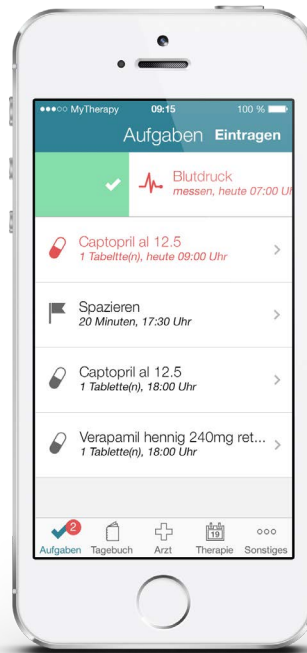 MyTherapy 09:15 100 %
Aufgaben Eintragen
Blutdruck
messen, heute 07:00 Uh
Captopril al 12.5
1 Tabeltte(n), heute 09:00 Uhr
Spazieren
20 Minuten, 17:30 Uhr
Captopril al 12.5
1 Tablette(n), 18:00 Uhr
Verapamil hennig 240mg ret...
1 Tablette(n), 18:00 Uhr
2
19
Aufgaben Tagebuch Arzt Therapie Sonstiges